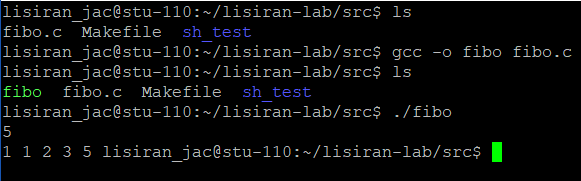 lisiran_jac@stu-110:~/lisiran-lab/src$ ls
fibo.c  Makefile  sh_test
lisiran_jac@stu-110:~/lisiran-lab/src$ gcc -o fibo fibo.c
lisiran_jac@stu-110:~/lisiran-lab/src$ ls
fibo  fibo.c  Makefile  sh_test
lisiran_jac@stu-110:~/lisiran-lab/src$ ./fibo
5
1 1 2 3 5 lisiran_jac@stu-110:~/lisiran-lab/src$